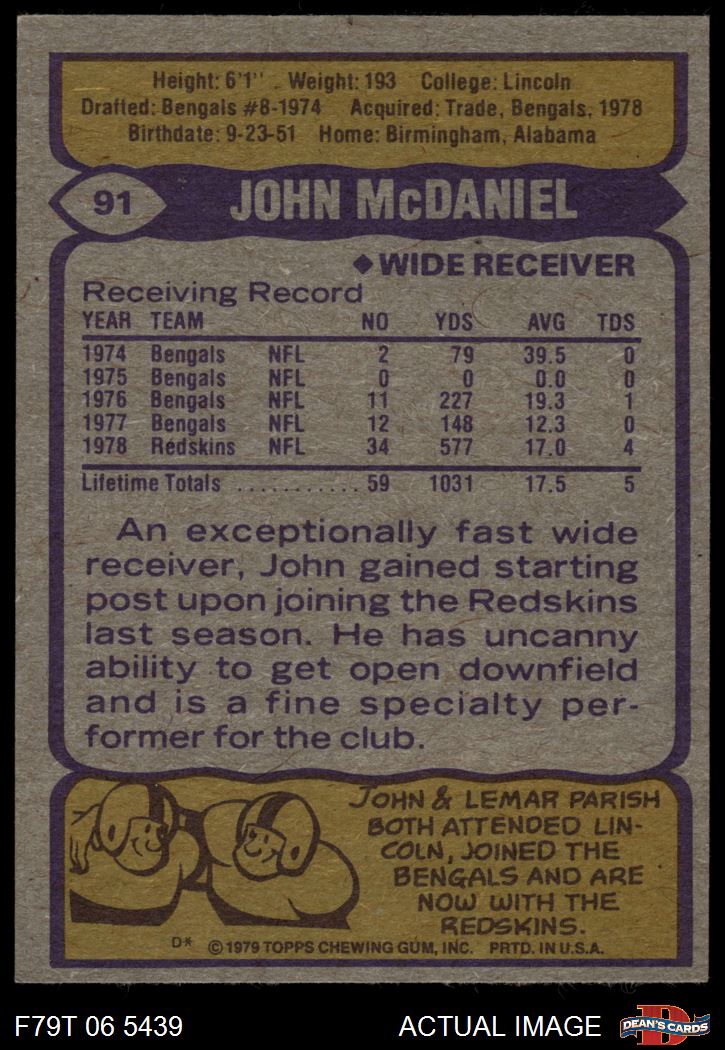 Height: 6'1" Weight: 193 College: Lincoln
Drafted: Bengals #8-1974 Acquired: Trade, Bengals, 1978
Birthdate: 9-23-51 Home: Birmingham, Alabama
91 JOHN McDANIEL
◆WIDE RECEIVER
Receiving Record
YEAR TEAM NO YDS AVG TDS
1974 Bengals NFL 2 79 39.5 0
1975 Bengals NFL 0 0 0.0 0
1976 Bengals NFL 11 227 19.3 1
1977 Bengals NFL 12 148 12.3 0
1978 Redskins NFL 34 577 17.0 4
Lifetime Totals ............ 59 1031 17.5 5
An exceptionally fast wide
receiver, John gained starting
post upon joining the Redskins
last season. He has uncanny
ability to get open downfield
and is a fine specialty per-
former for the club.
JOHN & LEMAR PARISH
BOTH ATTENDED LIN-
COLN, JOINED THE
BENGALS AND ARE
NOW WITH THE
REDSKINS.
D* © 1979 TOPPS CHEWING GUM, INC. PRTD. IN U.S.A.
F79T 06 5439 ACTUAL IMAGE D DEAN'S CARDS